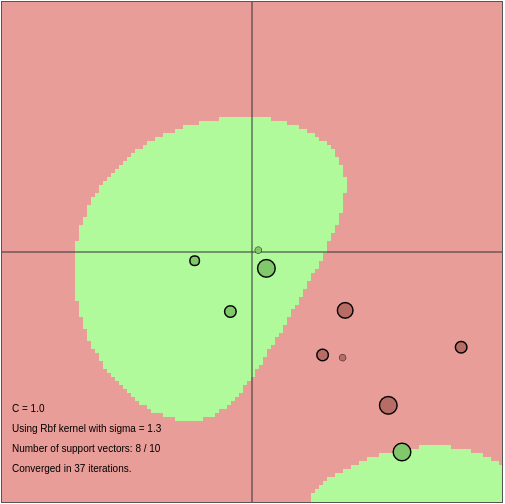 C = 1.0
Using Rbf kernel with sigma = 1.3
Number of support vectors: 8 / 10
Converged in 37 iterations.